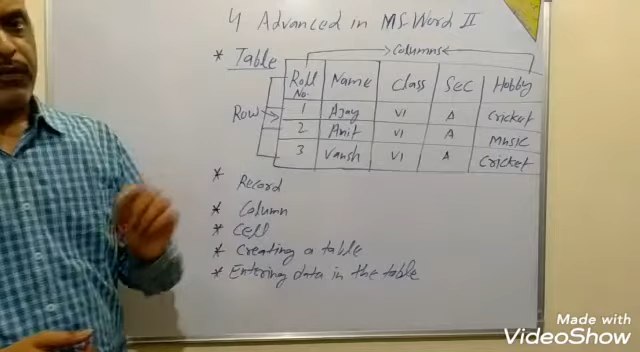 4 Advanced in MS-Word II
* Table
Columns
Roll No. Name Class Sec Hobby
Row
1 Ajay VI A Cricket
2 Amit VI A Music
3 Vansh VI A Cricket
* Record
* Column
* Cell
* Creating a table
* Entering data in the table
Made with
VideoShow